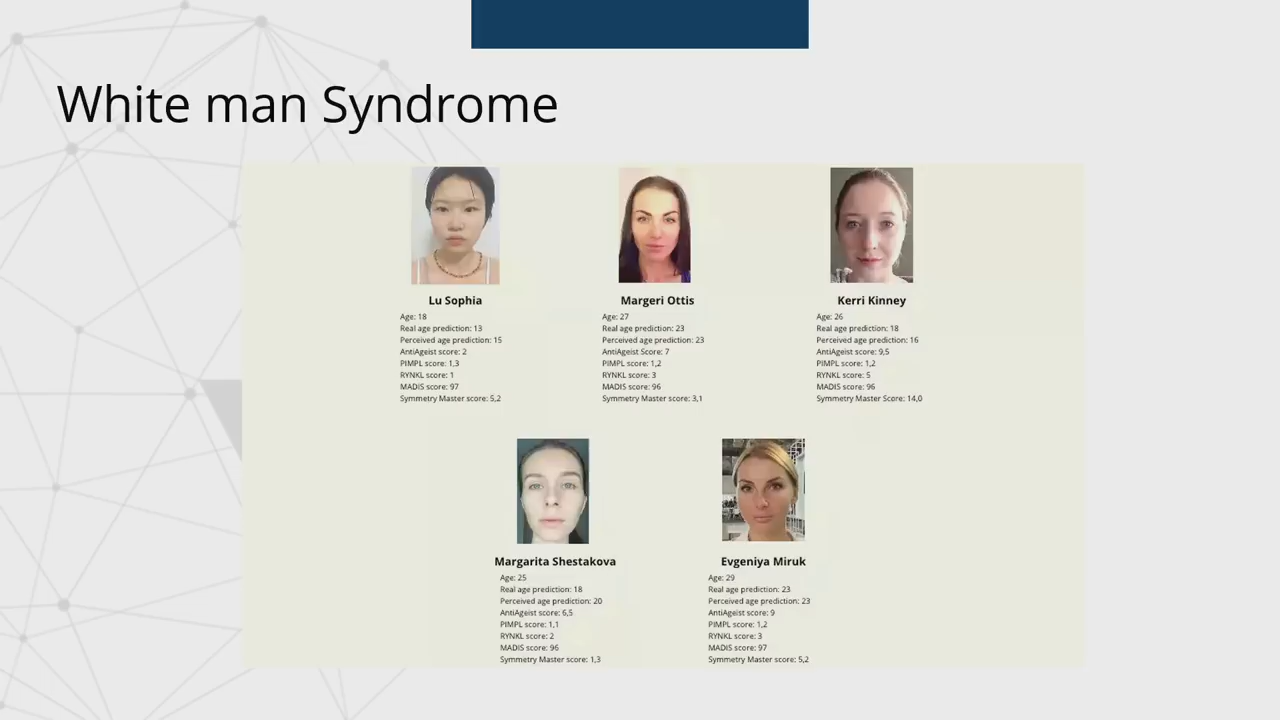 White man Syndrome
Lu Sophia
Age: 18
Real age prediction: 13
Perceived age prediction: 15
AntiAgeist score: 2
PIMPL score: 1,3
RYNKL score: 1
MADIS score: 97
Symmetry Master score: 5,2
Margeri Ottis
Age: 27
Real age prediction: 23
Perceived age prediction: 23
AntiAgeist Score: 7
PIMPL score: 1,2
RYNKL score: 3
MADIS score: 96
Symmetry Master score: 3,1
Kerri Kinney
Age: 26
Real age prediction: 18
Perceived age prediction: 16
AntiAgeist score: 9,5
PIMPL score: 1,2
RYNKL score: 5
MADIS score: 96
Symmetry Master Score: 14,0
Margarita Shestakova
Age: 25
Real age prediction: 18
Perceived age prediction: 20
AntiAgeist score: 6,5
PIMPL score: 1,1
RYNKL score: 2
MADIS score: 96
Symmetry Master score: 1,3
Evgeniya Miruk
Age: 29
Real age prediction: 23
Perceived age prediction: 23
AntiAgeist score: 9
PIMPL score: 1,2
RYNKL score: 3
MADIS score: 97
Symmetry Master score: 5,2